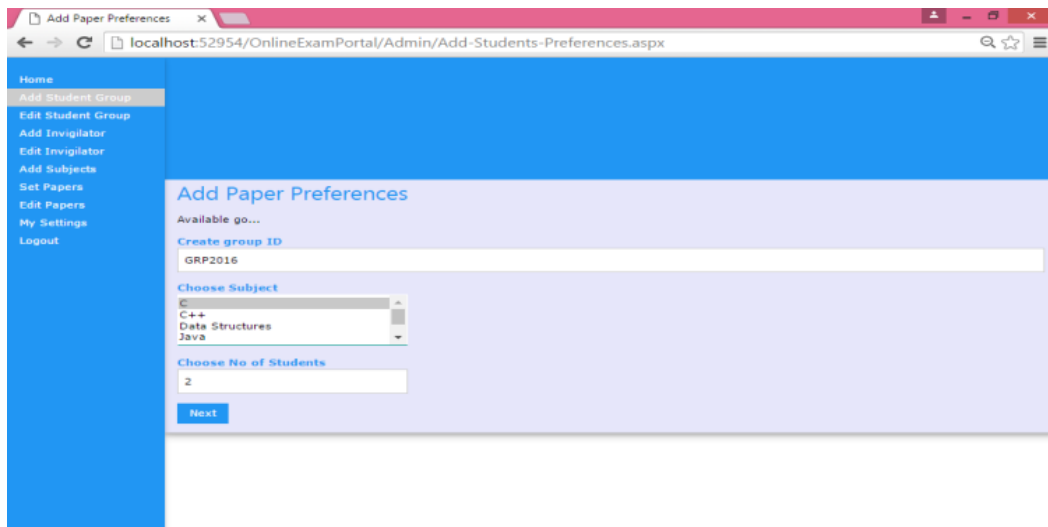 Add Paper Preferences
localhost:52954/OnlineExamPortal/Admin/Add-Students-Preferences.aspx
Home
Add Student Group
Edit Student Group
Add Invigilator
Edit Invigilator
Add Subjects
Set Papers
Edit Papers
My Settings
Logout
Add Paper Preferences
Available go...
Create group ID
GRP2016
Choose Subject
C
C++
Data Structures
Java
Choose No of Students
2
Next